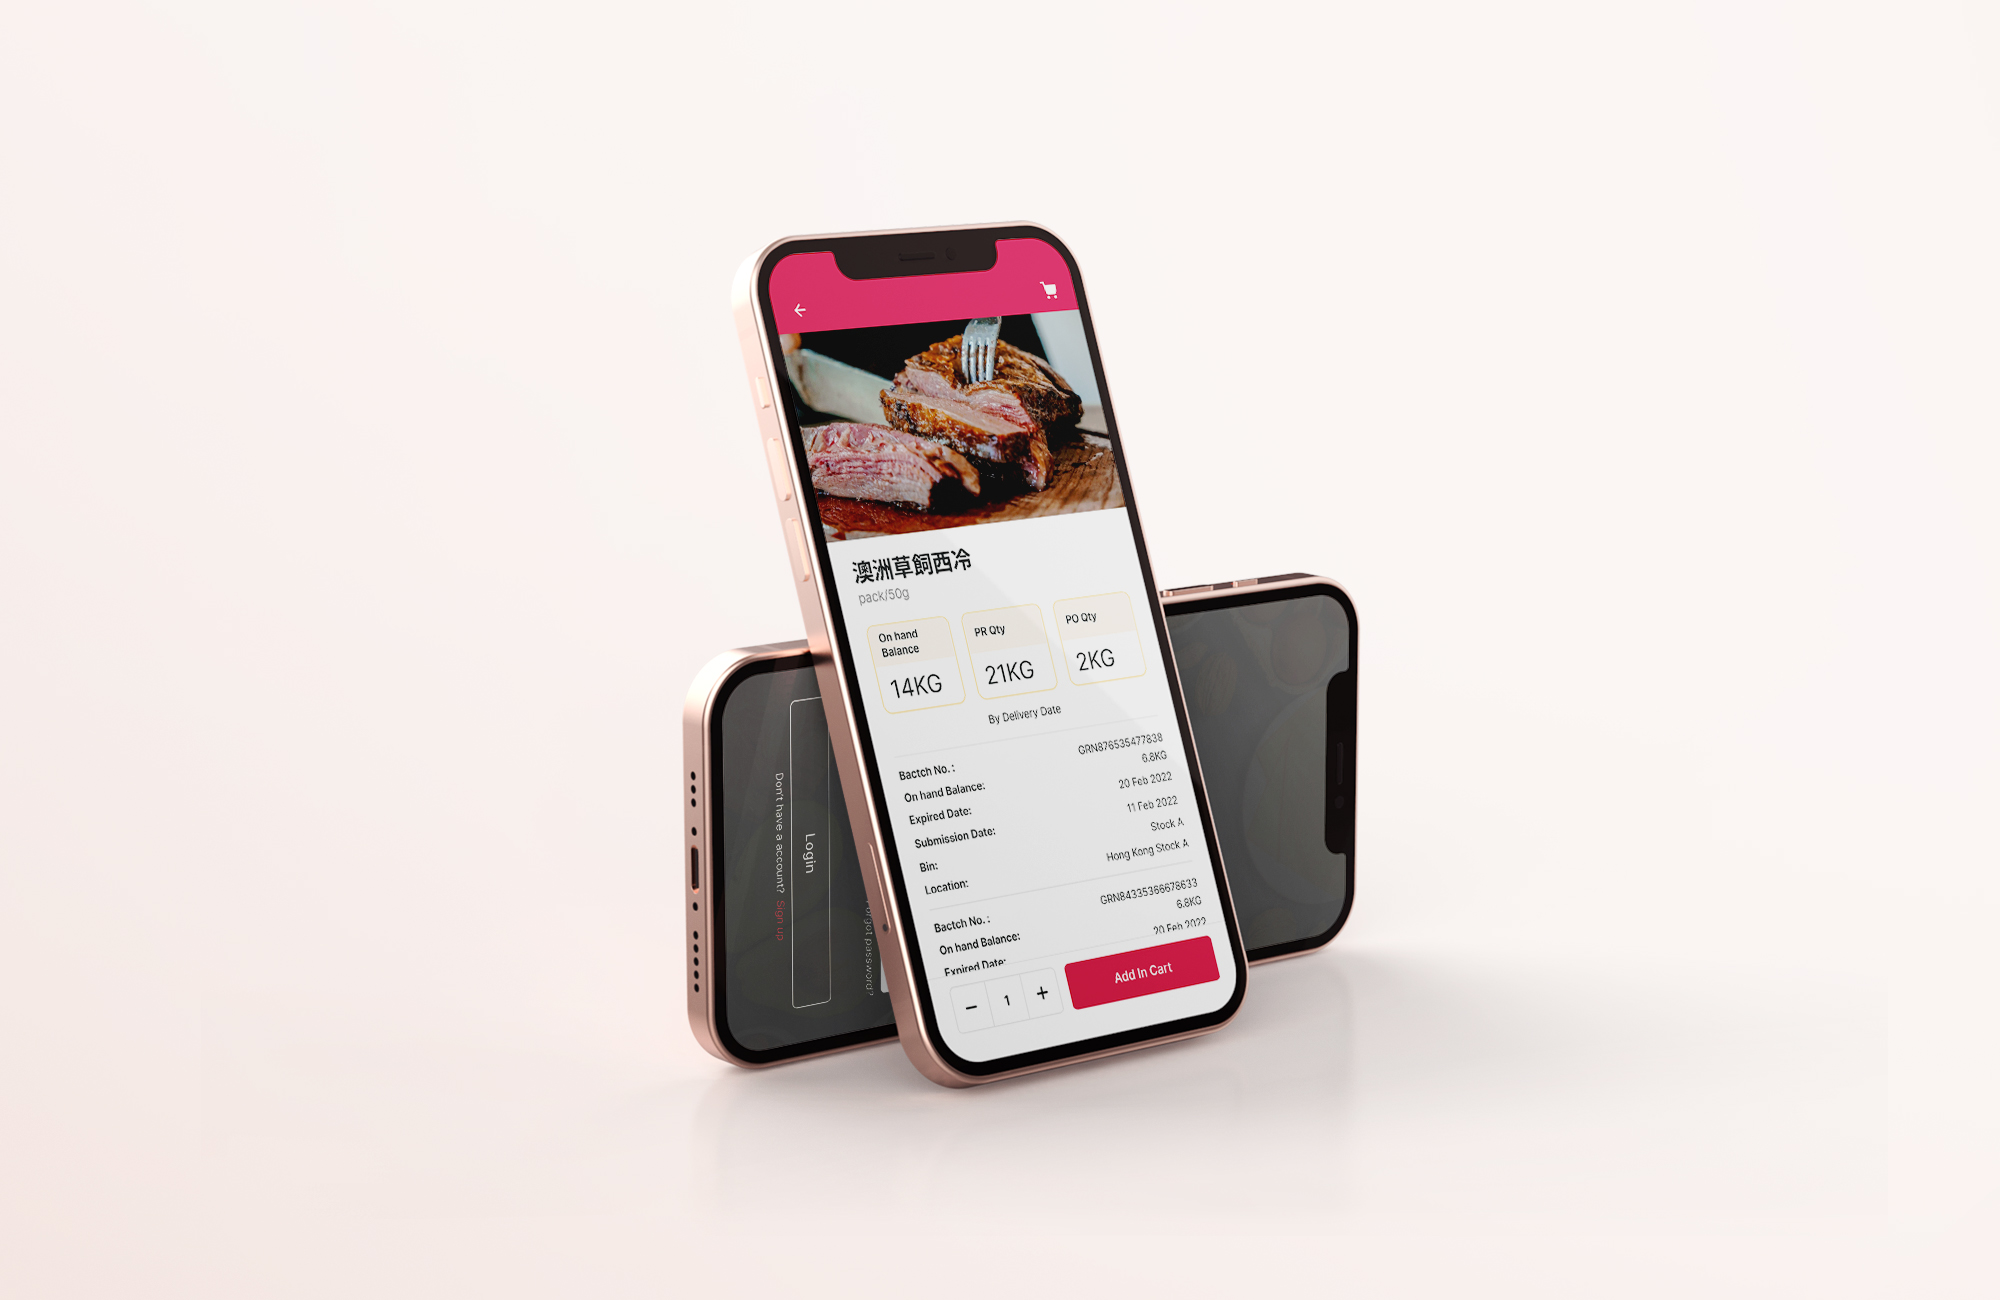 澳洲草飼西冷
pack/50g
On hand Balance
14KG
PR Qty
21KG
PO Qty
2KG
By Delivery Date
Bactch No. : GRN876535477838
On hand Balance: 6.8KG
Expired Date: 20 Feb 2022
Submission Date: 11 Feb 2022
Bin: Stock A
Location: Hong Kong Stock A
Bactch No. : GRN84335366678633
On hand Balance: 6.8KG
Expired Date: 20 Feb 2022
− 1 +
Add In Cart
Forgot password?
Login
Don't have a account? Sign up